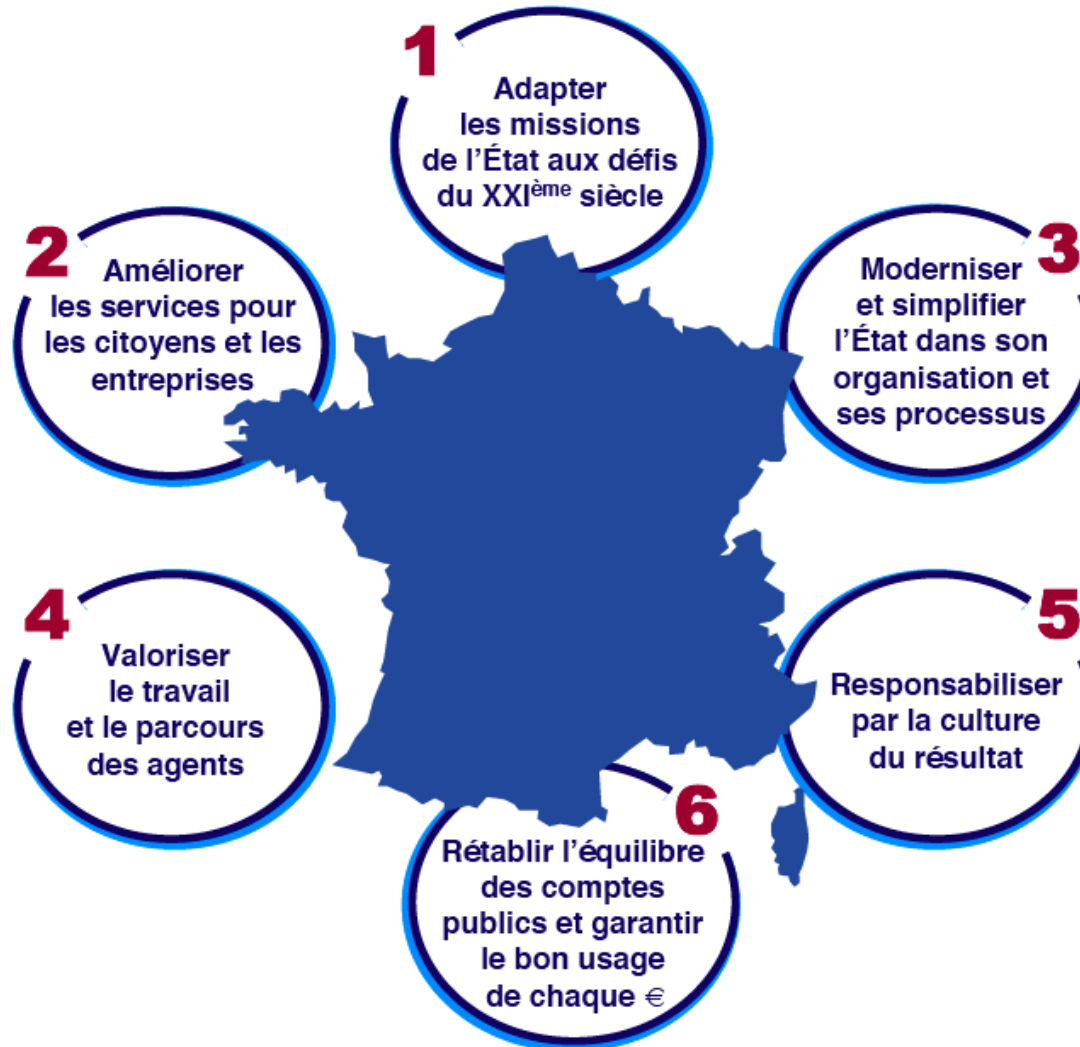 1
Adapter
les missions
de l'État aux défis
du XXIème siècle
2
Améliorer
les services pour
les citoyens et les
entreprises
3
Moderniser
et simplifier
l'État dans son
organisation et
ses processus
4
Valoriser
le travail
et le parcours
des agents
5
Responsabiliser
par la culture
du résultat
6
Rétablir l'équilibre
des comptes
publics et garantir
le bon usage
de chaque €